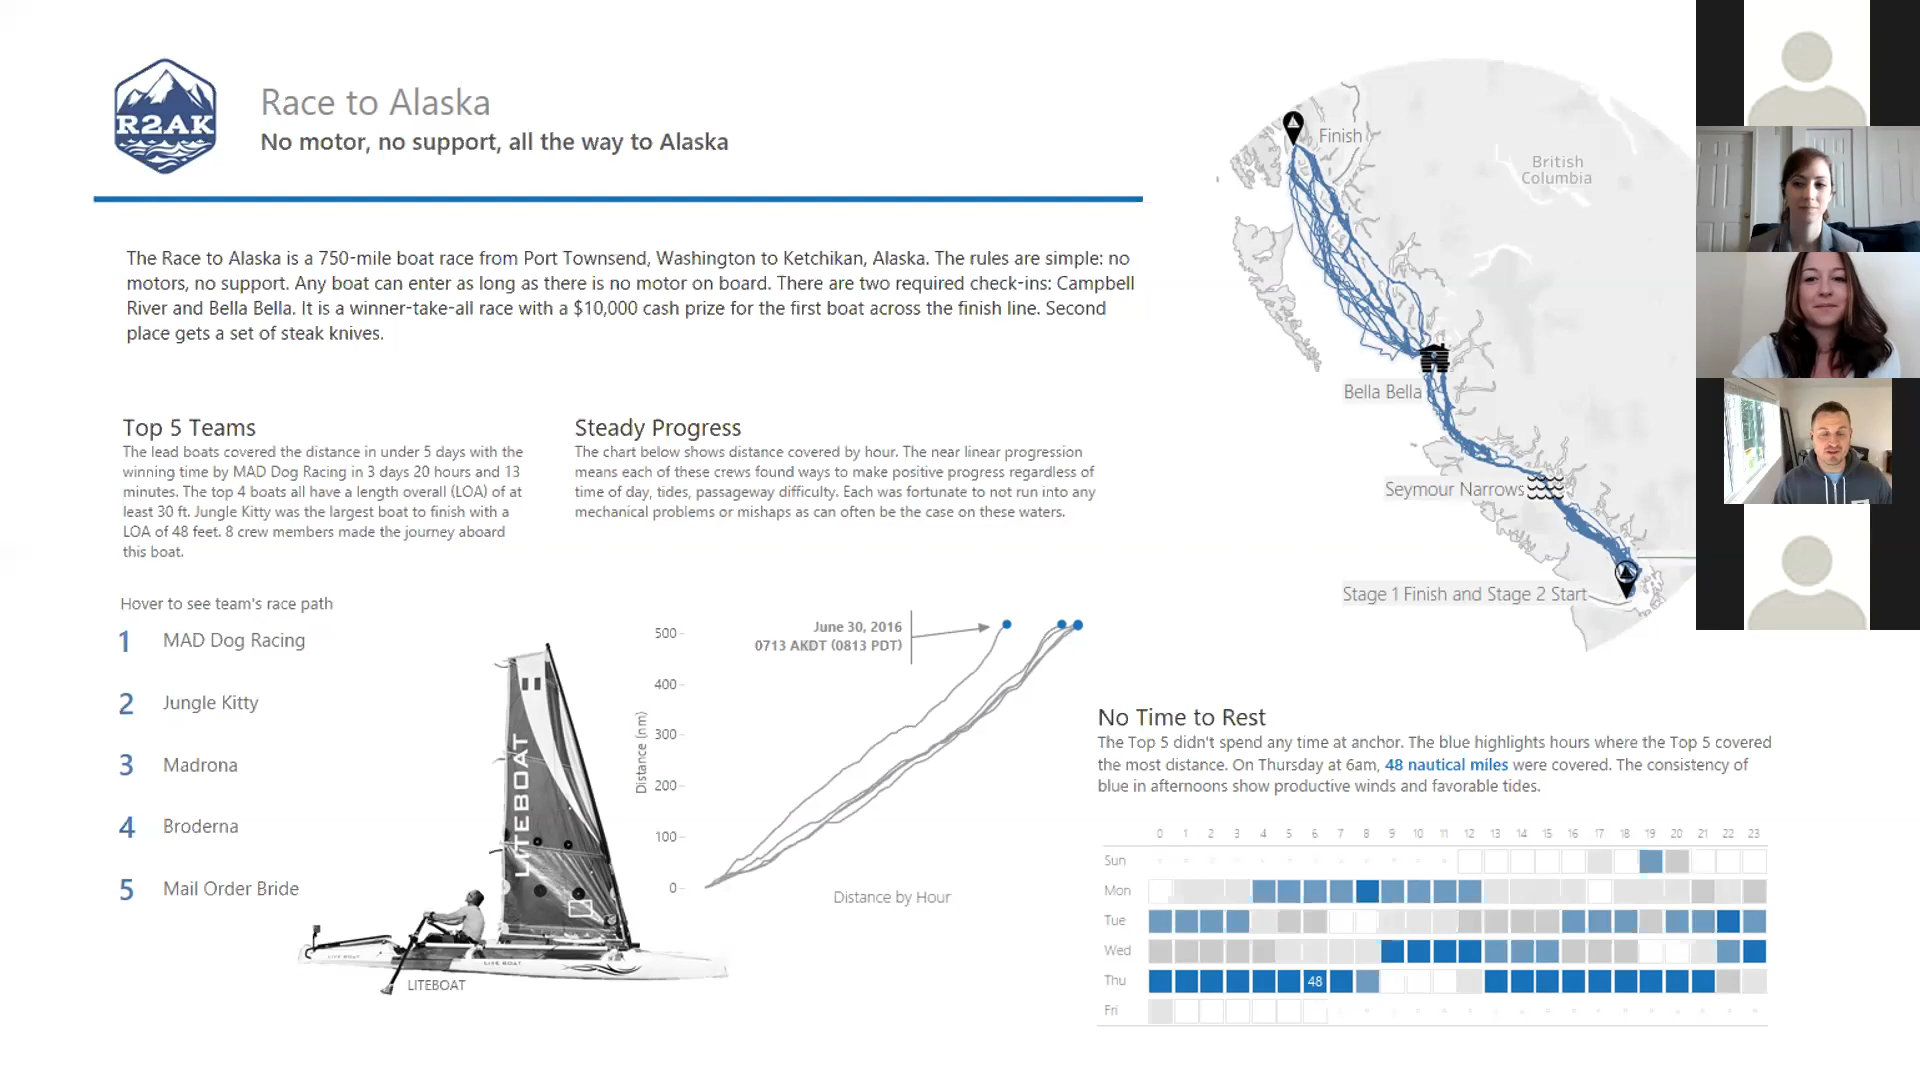 R2AK
Race to Alaska
No motor, no support, all the way to Alaska
The Race to Alaska is a 750-mile boat race from Port Townsend, Washington to Ketchikan, Alaska. The rules are simple: no
motors, no support. Any boat can enter as long as there is no motor on board. There are two required check-ins: Campbell
River and Bella Bella. It is a winner-take-all race with a $10,000 cash prize for the first boat across the finish line. Second
place gets a set of steak knives.
Top 5 Teams
The lead boats covered the distance in under 5 days with the
winning time by MAD Dog Racing in 3 days 20 hours and 13
minutes. The top 4 boats all have a length overall (LOA) of at
least 30 ft. Jungle Kitty was the largest boat to finish with a
LOA of 48 feet. 8 crew members made the journey aboard
this boat.
Hover to see team's race path
1 MAD Dog Racing
2 Jungle Kitty
3 Madrona
4 Broderna
5 Mail Order Bride
LITEBOAT
LITE BOAT
LITE BOAT
LITEBOAT
Steady Progress
The chart below shows distance covered by hour. The near linear progression
means each of these crews found ways to make positive progress regardless of
time of day, tides, passageway difficulty. Each was fortunate to not run into any
mechanical problems or mishaps as can often be the case on these waters.
June 30, 2016
0713 AKDT (0813 PDT)
Distance (nm)
500
400
300
200
100
0
Distance by Hour
Finish
British
Columbia
Bella Bella
Seymour Narrows
Stage 1 Finish and Stage 2 Start
No Time to Rest
The Top 5 didn't spend any time at anchor. The blue highlights hours where the Top 5 covered
the most distance. On Thursday at 6am, 48 nautical miles were covered. The consistency of
blue in afternoons show productive winds and favorable tides.
0 1 2 3 4 5 6 7 8 9 10 11 12 13 14 15 16 17 18 19 20 21 22 23
Sun
Mon
Tue
Wed
Thu 48
Fri